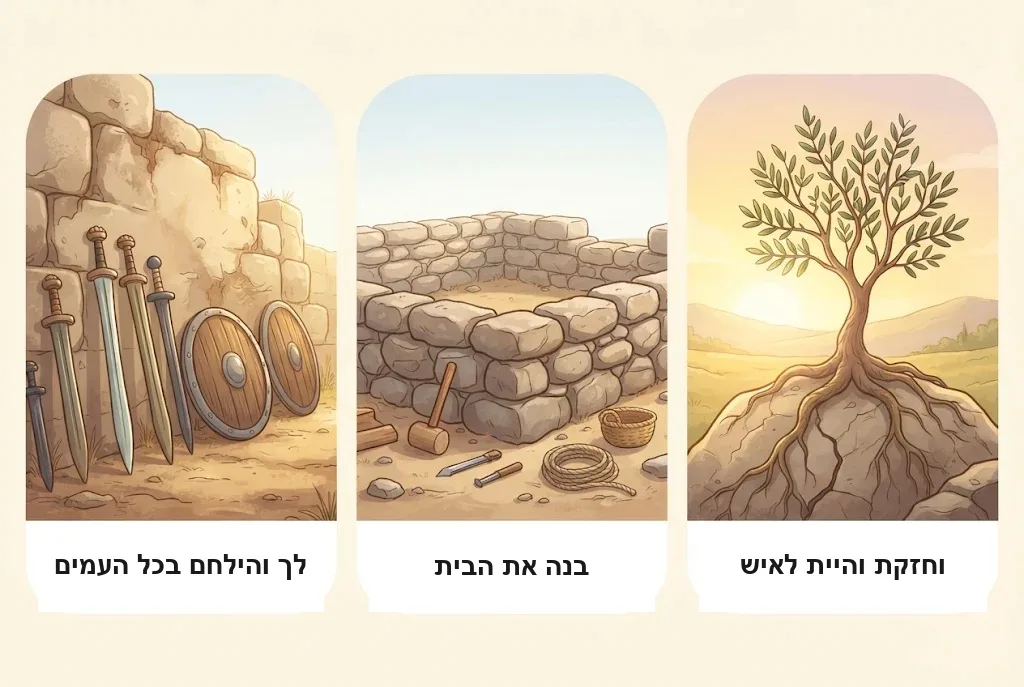 וחזקת והיית לאיש
בנה את הבית
לך והילחם בכל העמים